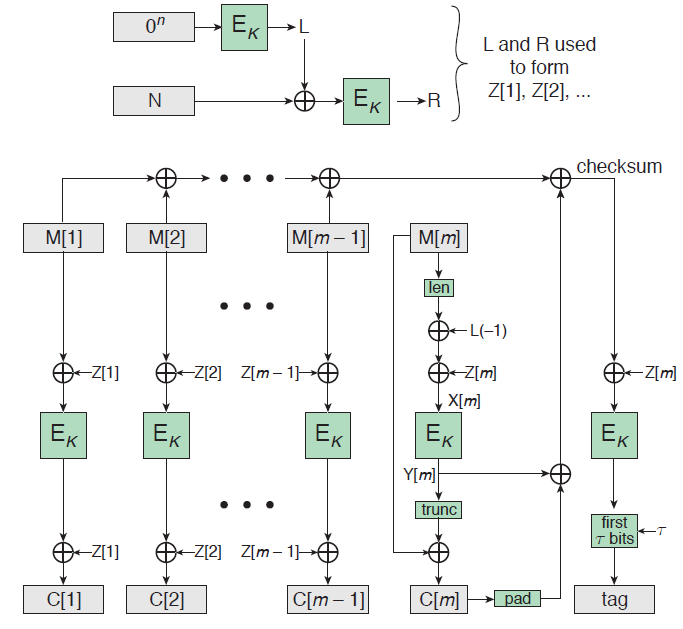 0ⁿ
E_K
L
N
E_K
R
L and R used
to form
Z[1], Z[2], ...
checksum
M[1]
M[2]
• • •
M[m – 1]
M[m]
len
• • •
L(–1)
Z[1]
Z[2]
Z[m – 1]
Z[m]
Z[m]
X[m]
E_K
E_K
E_K
E_K
E_K
Y[m]
• • •
trunc
first
τ bits
τ
Z[1]
Z[2]
Z[m – 1]
C[1]
C[2]
C[m – 1]
C[m]
pad
tag